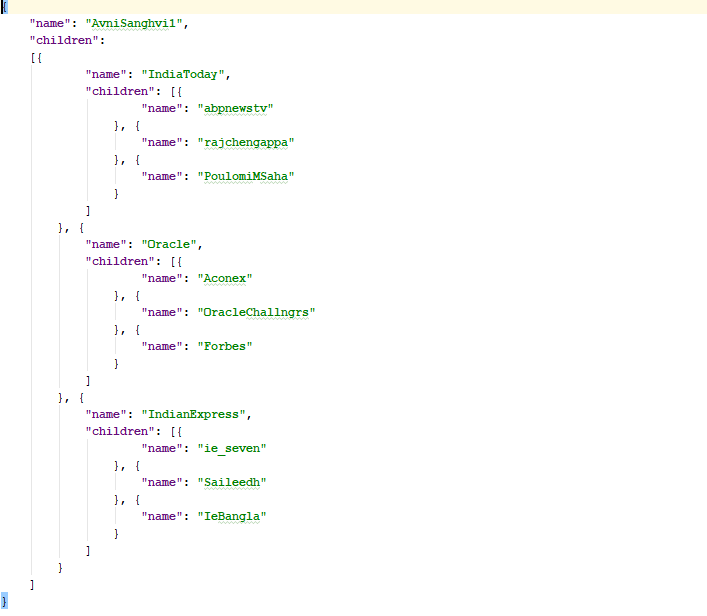 {
    "name": "AvniSanghvi1",
    "children":
    [{
            "name": "IndiaToday",
            "children": [{
                    "name": "abpnewstv"
                }, {
                    "name": "rajchengappa"
                }, {
                    "name": "PoulomiMSaha"
                }
            ]
        }, {
            "name": "Oracle",
            "children": [{
                    "name": "Aconex"
                }, {
                    "name": "OracleChallngrs"
                }, {
                    "name": "Forbes"
                }
            ]
        }, {
            "name": "IndianExpress",
            "children": [{
                    "name": "ie_seven"
                }, {
                    "name": "Saileedh"
                }, {
                    "name": "IeBangla"
                }
            ]
        }
    ]
}